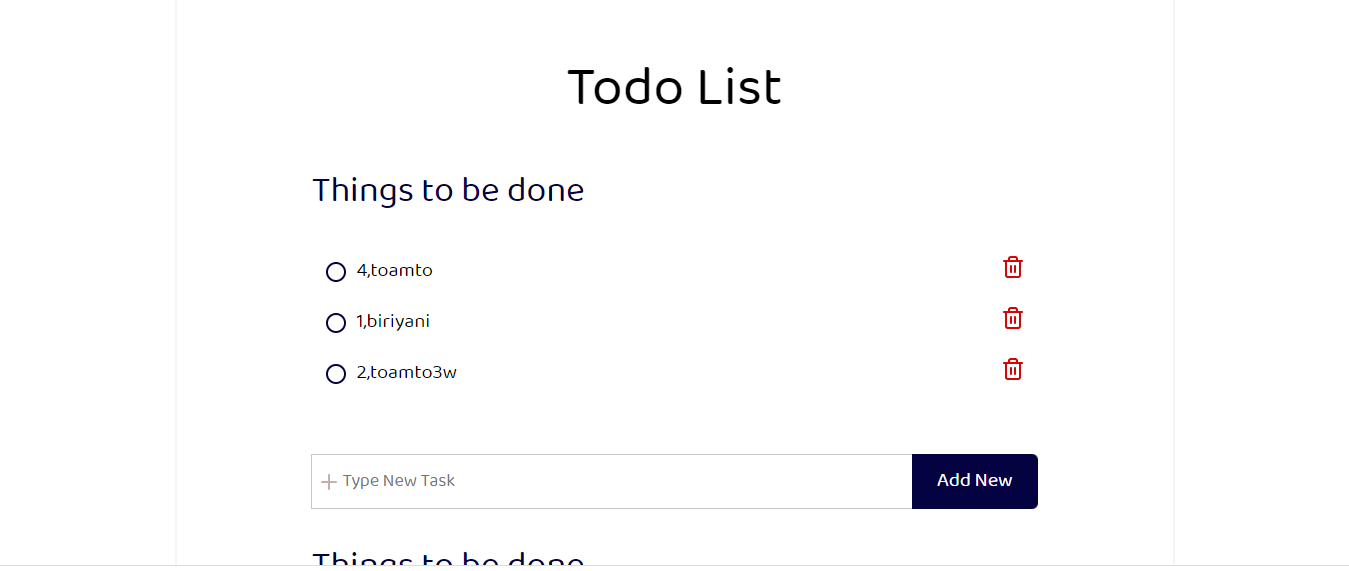 Todo List
Things to be done
4,toamto
1,biriyani
2,toamto3w
Type New Task
Add New
Things to be done